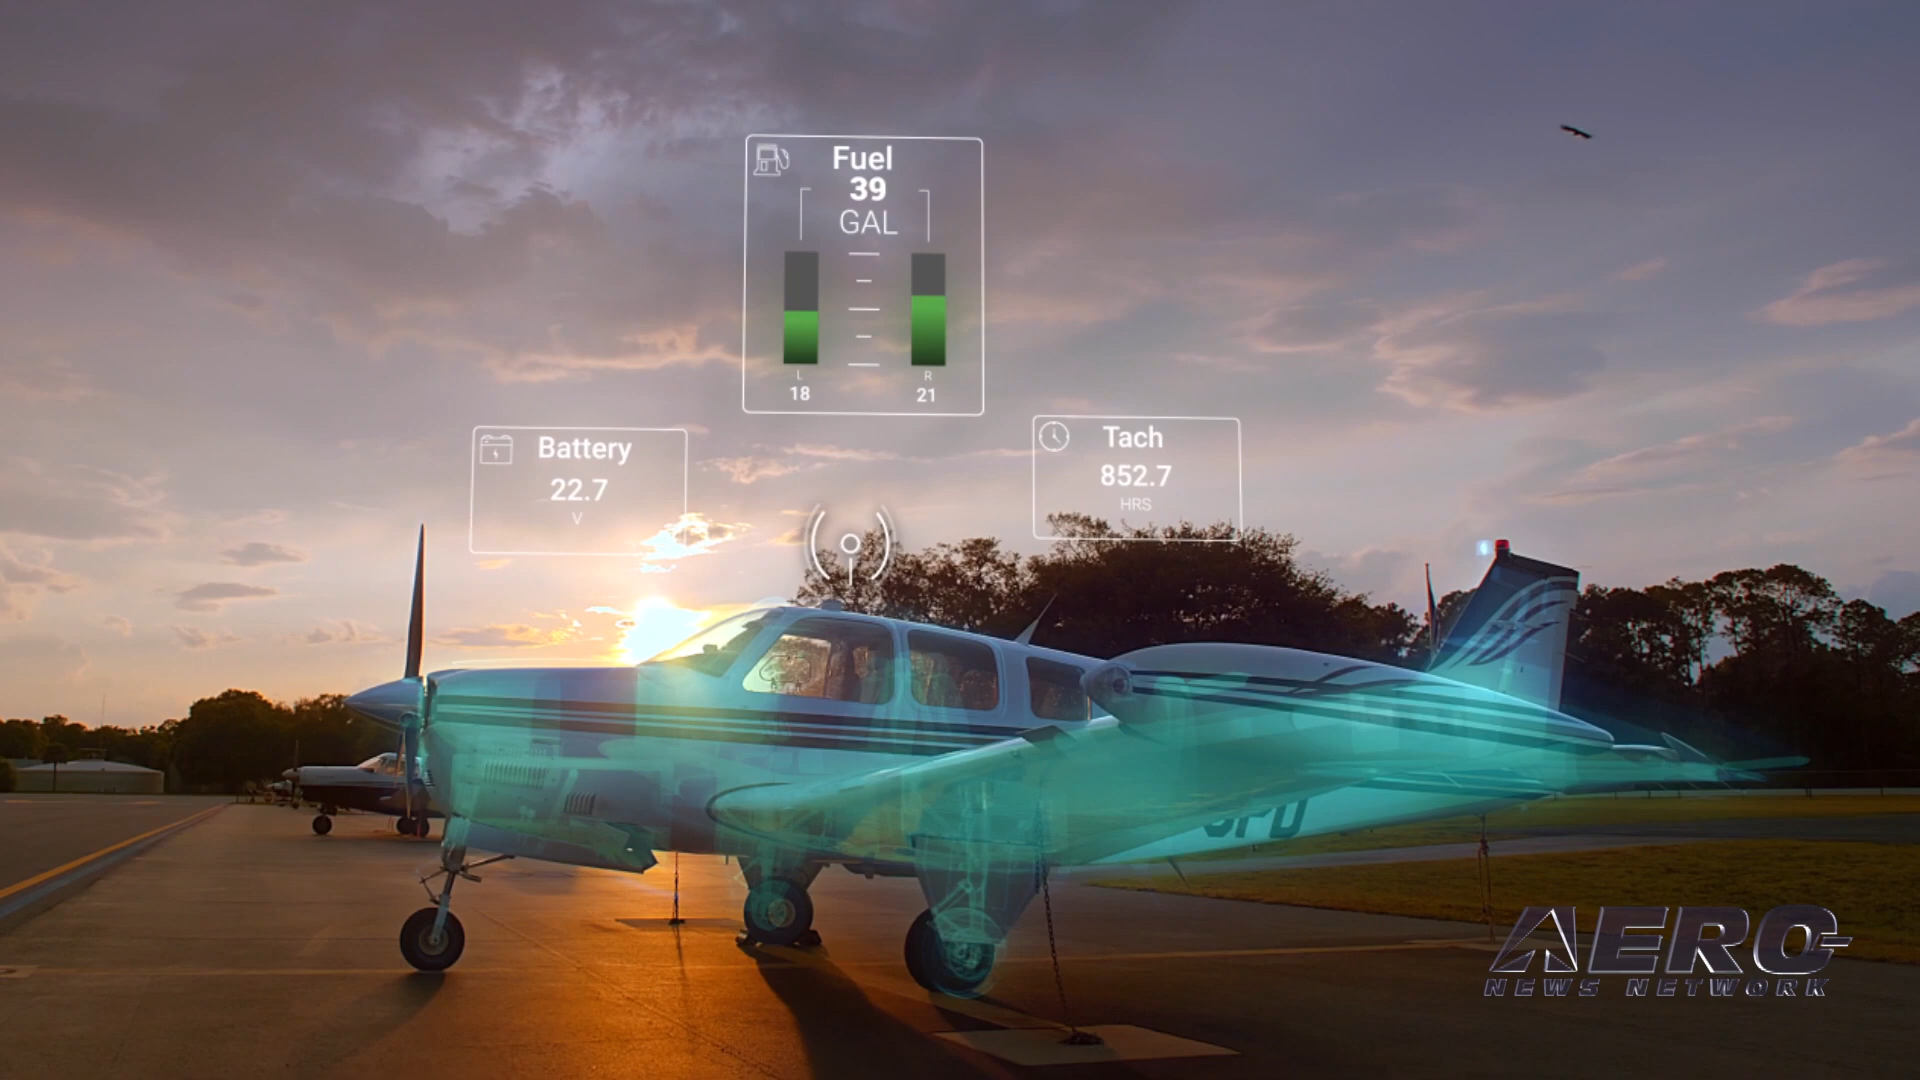 Fuel
39
GAL
L
R
18
21
Battery
22.7
V
Tach
852.7
HRS
AERO
NEWS NETWORK